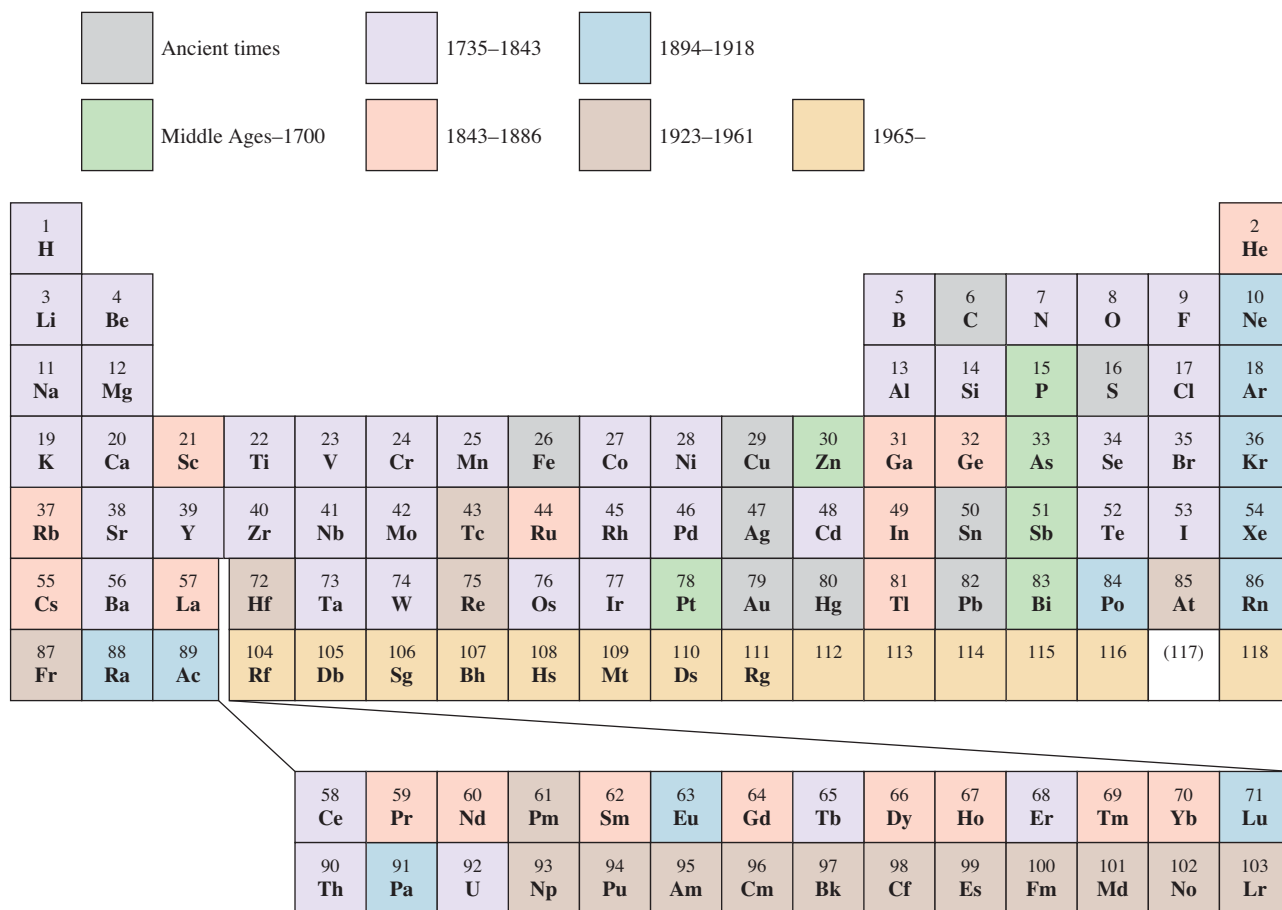 Ancient times 1735–1843 1894–1918
Middle Ages–1700 1843–1886 1923–1961 1965–
1 2
H He
3 4 5 6 7 8 9 10
Li Be B C N O F Ne
11 12 13 14 15 16 17 18
Na Mg Al Si P S Cl Ar
19 20 21 22 23 24 25 26 27 28 29 30 31 32 33 34 35 36
K Ca Sc Ti V Cr Mn Fe Co Ni Cu Zn Ga Ge As Se Br Kr
37 38 39 40 41 42 43 44 45 46 47 48 49 50 51 52 53 54
Rb Sr Y Zr Nb Mo Tc Ru Rh Pd Ag Cd In Sn Sb Te I Xe
55 56 57 72 73 74 75 76 77 78 79 80 81 82 83 84 85 86
Cs Ba La Hf Ta W Re Os Ir Pt Au Hg Tl Pb Bi Po At Rn
87 88 89 104 105 106 107 108 109 110 111 112 113 114 115 116 (117) 118
Fr Ra Ac Rf Db Sg Bh Hs Mt Ds Rg
58 59 60 61 62 63 64 65 66 67 68 69 70 71
Ce Pr Nd Pm Sm Eu Gd Tb Dy Ho Er Tm Yb Lu
90 91 92 93 94 95 96 97 98 99 100 101 102 103
Th Pa U Np Pu Am Cm Bk Cf Es Fm Md No Lr